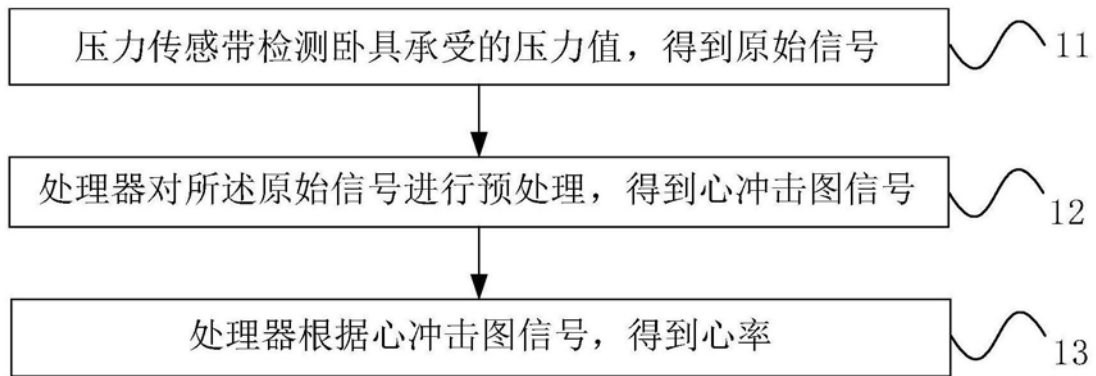 压力传感带检测卧具承受的压力值，得到原始信号
11
处理器对所述原始信号进行预处理，得到心冲击图信号
12
处理器根据心冲击图信号，得到心率
13